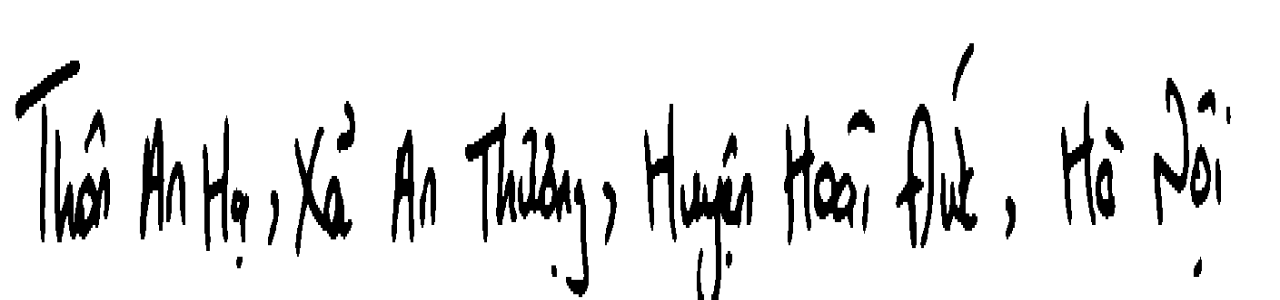 Thôn An Hạ, Xã An Thượng, Huyện Hoài Đức, Hà Nội